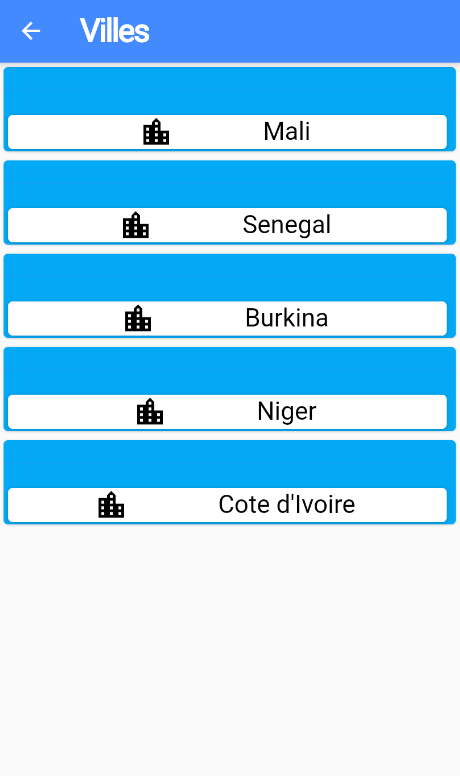 Villes
Mali
Senegal
Burkina
Niger
Cote d'Ivoire